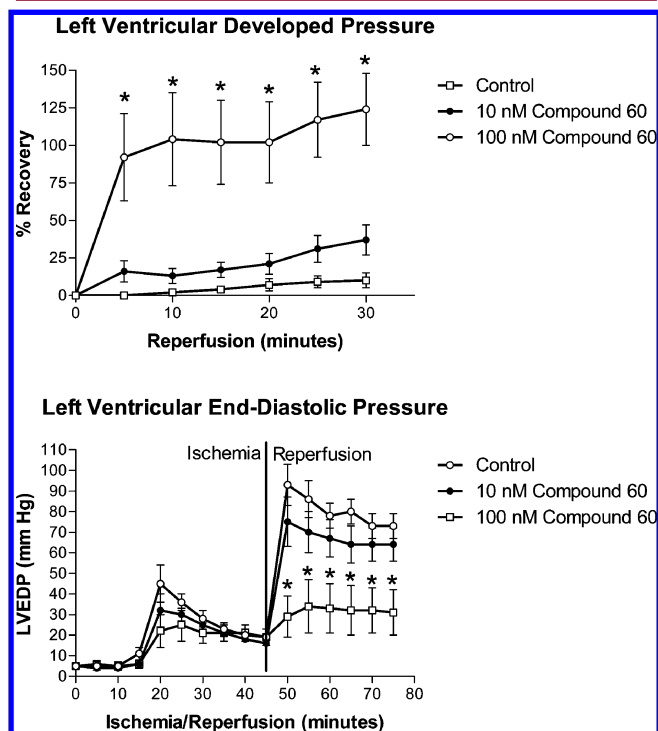 Left Ventricular Developed Pressure
150
125
100
75
50
25
0
% Recovery
* * * * * *
0 10 20 30
Reperfusion (minutes)
Control
10 nM Compound 60
100 nM Compound 60
Left Ventricular End-Diastolic Pressure
110
100
90
80
70
60
50
40
30
20
10
0
LVEDP (mm Hg)
Ischemia Reperfusion
* * * * * *
0 10 20 30 40 50 60 70 80
Ischemia/Reperfusion (minutes)
Control
10 nM Compound 60
100 nM Compound 60